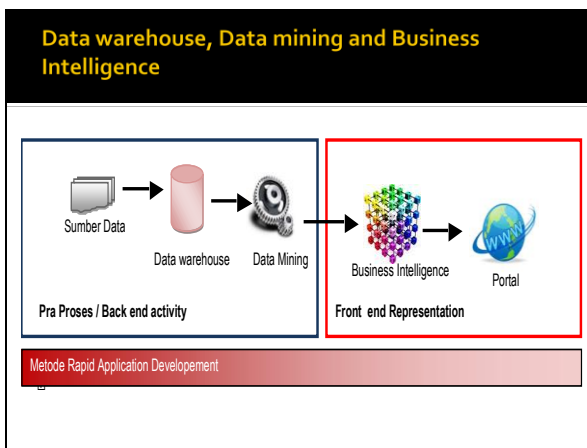 Data warehouse, Data mining and Business
Intelligence
Sumber Data
Data warehouse
Data Mining
Business Intelligence
Portal
WWW
Pra Proses / Back end activity
Front end Representation
Metode Rapid Application Developement